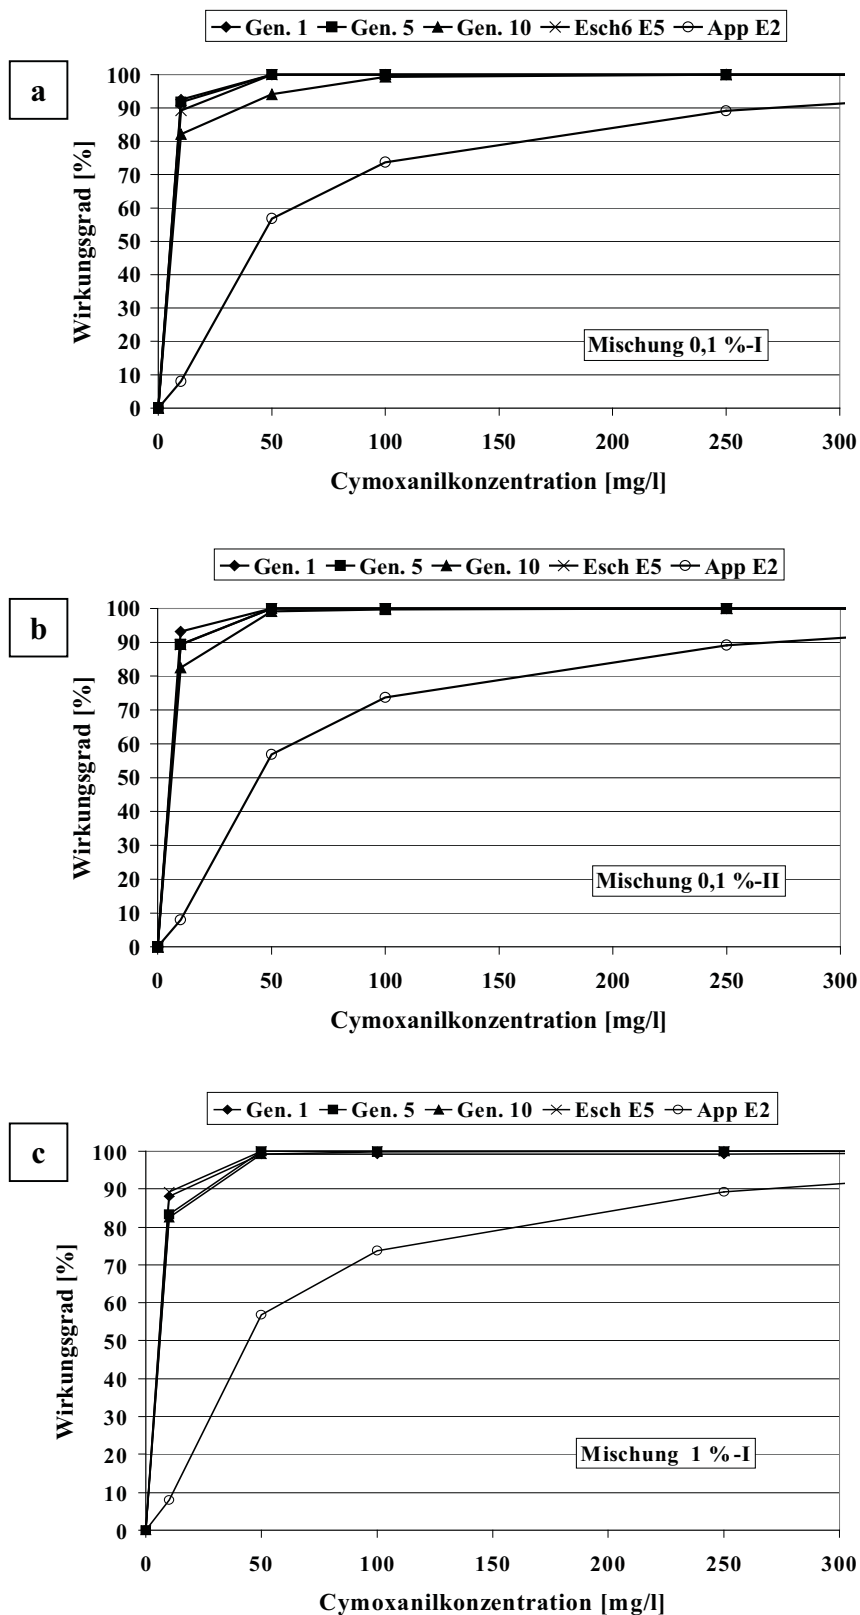 Gen. 1 Gen. 5 Gen. 10 Esch6 E5 App E2
a
100
90
80
70
60
50
40
30
20
10
0
Wirkungsgrad [%]
Mischung 0,1 %-I
0 50 100 150 200 250 300
Cymoxanilkonzentration [mg/l]
Gen. 1 Gen. 5 Gen. 10 Esch E5 App E2
b
100
90
80
70
60
50
40
30
20
10
0
Wirkungsgrad [%]
Mischung 0,1 %-II
0 50 100 150 200 250 300
Cymoxanilkonzentration [mg/l]
Gen. 1 Gen. 5 Gen. 10 Esch E5 App E2
c
100
90
80
70
60
50
40
30
20
10
0
Wirkungsgrad [%]
Mischung 1 %-I
0 50 100 150 200 250 300
Cymoxanilkonzentration [mg/l]